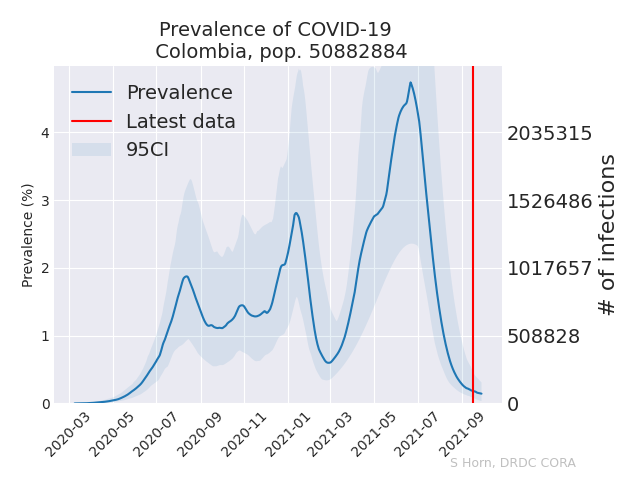 Prevalence of COVID-19
Colombia, pop. 50882884
Prevalence
Latest data
95CI
Prevalence (%)
4
3
2
1
0
2035315
1526486
1017657
508828
0
# of infections
2020-03
2020-05
2020-07
2020-09
2020-11
2021-01
2021-03
2021-05
2021-07
2021-09
S Horn, DRDC CORA